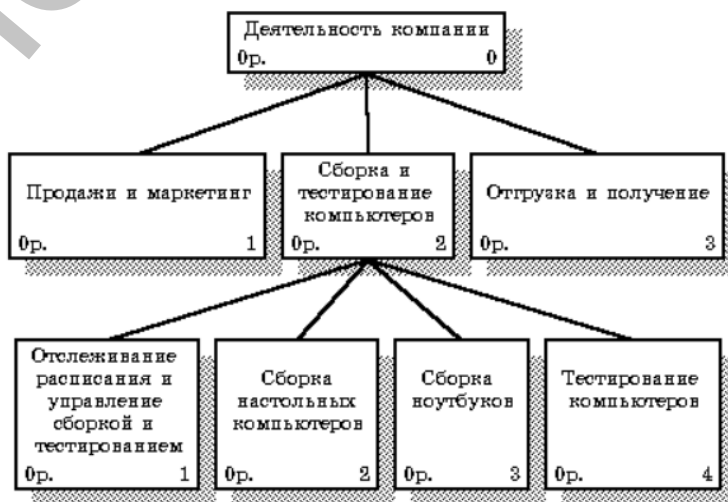 Деятельность компании
0р. 0
Продажи и маркетинг
0р. 1
Сборка и
тестирование
компьютеров
0р. 2
Отгрузка и получение
0р. 3
Отслеживание
расписания и
управление
сборкой и
тестированием
0р. 1
Сборка
настольных
компьютеров
0р. 2
Сборка
ноутбуков
0р. 3
Тестирование
компьютеров
0р. 4